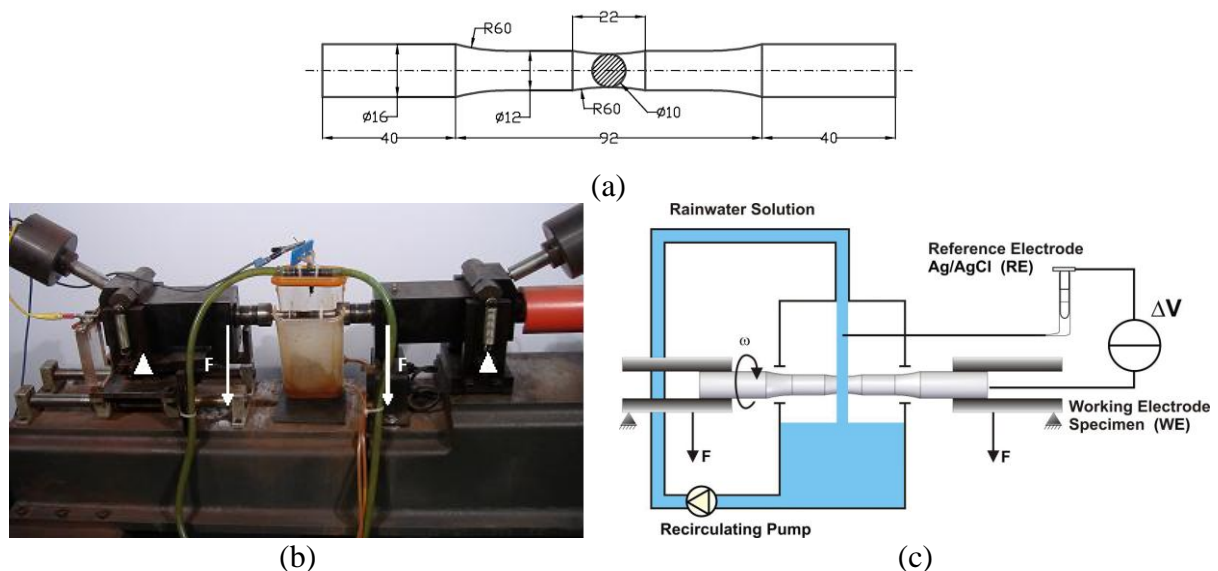 22
R60
Ø16
Ø12
R60
Ø10
40
92
40
(a)
F
F
(b)
Rainwater Solution
Reference Electrode
Ag/AgCl (RE)
ΔV
ω
Working Electrode
Specimen (WE)
F
F
Recirculating Pump
(c)